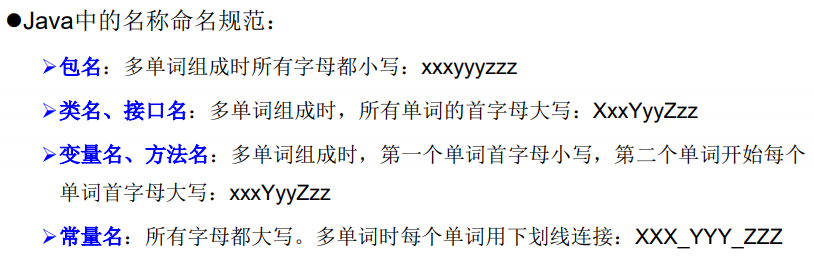 ●Java中的名称命名规范：
➢包名：多单词组成时所有字母都小写：xxxyyyzzz
➢类名、接口名：多单词组成时，所有单词的首字母大写：XxxYyyZzz
➢变量名、方法名：多单词组成时，第一个单词首字母小写，第二个单词开始每个
单词首字母大写：xxxYyyZzz
➢常量名：所有字母都大写。多单词时每个单词用下划线连接：XXX_YYY_ZZZ